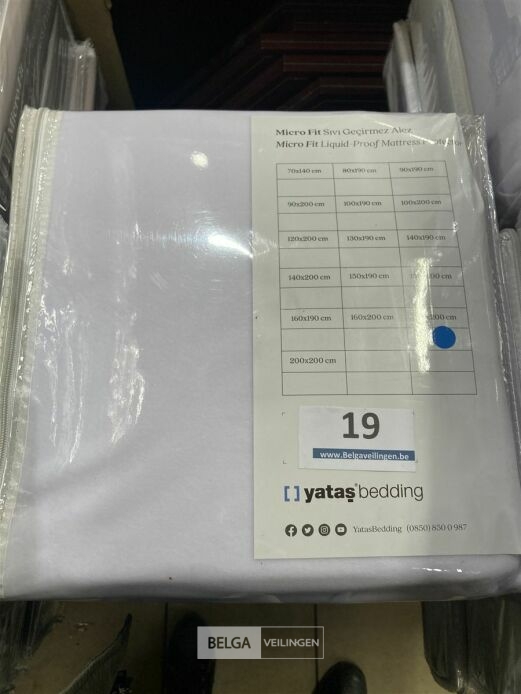 Micro Fit Sıvı Geçirmez Alez
Micro Fit Liquid-Proof Mattress
70x140 cm 80x190 cm 90x190 cm
90x200 cm 100x190 cm 100x200 cm
120x200 cm 130x190 cm 140x190 cm
140x200 cm 150x190 cm cm
160x190 cm 160x200 cm cm
200x200 cm
19
www.Belgaveilingen.be
yataş bedding
YatasBedding (0850) 850 0 987
BELGA VEILINGEN